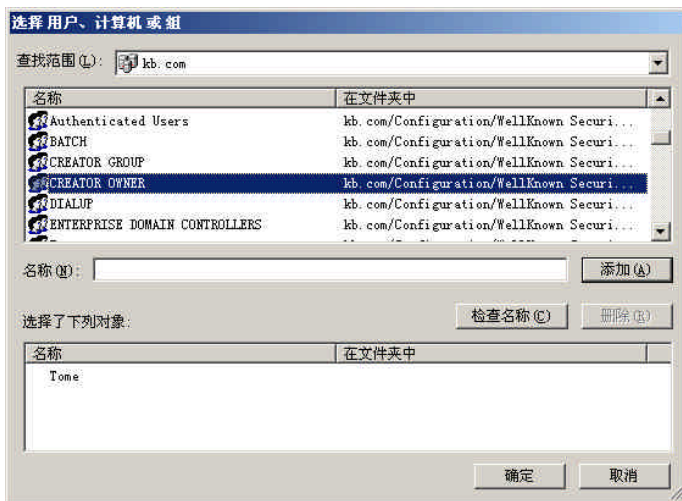 选择 用户、计算机 或 组
查找范围(L): kb.com
名称 在文件夹中
Authenticated Users kb.com/Configuration/WellKnown Securi...
BATCH kb.com/Configuration/WellKnown Securi...
CREATOR GROUP kb.com/Configuration/WellKnown Securi...
CREATOR OWNER kb.com/Configuration/WellKnown Securi...
DIALUP kb.com/Configuration/WellKnown Securi...
ENTERPRISE DOMAIN CONTROLLERS kb.com/Configuration/WellKnown Securi...
名称(N): 添加(A)
选择了下列对象: 检查名称(C) 删除(R)
名称 在文件夹中
Tome
确定 取消